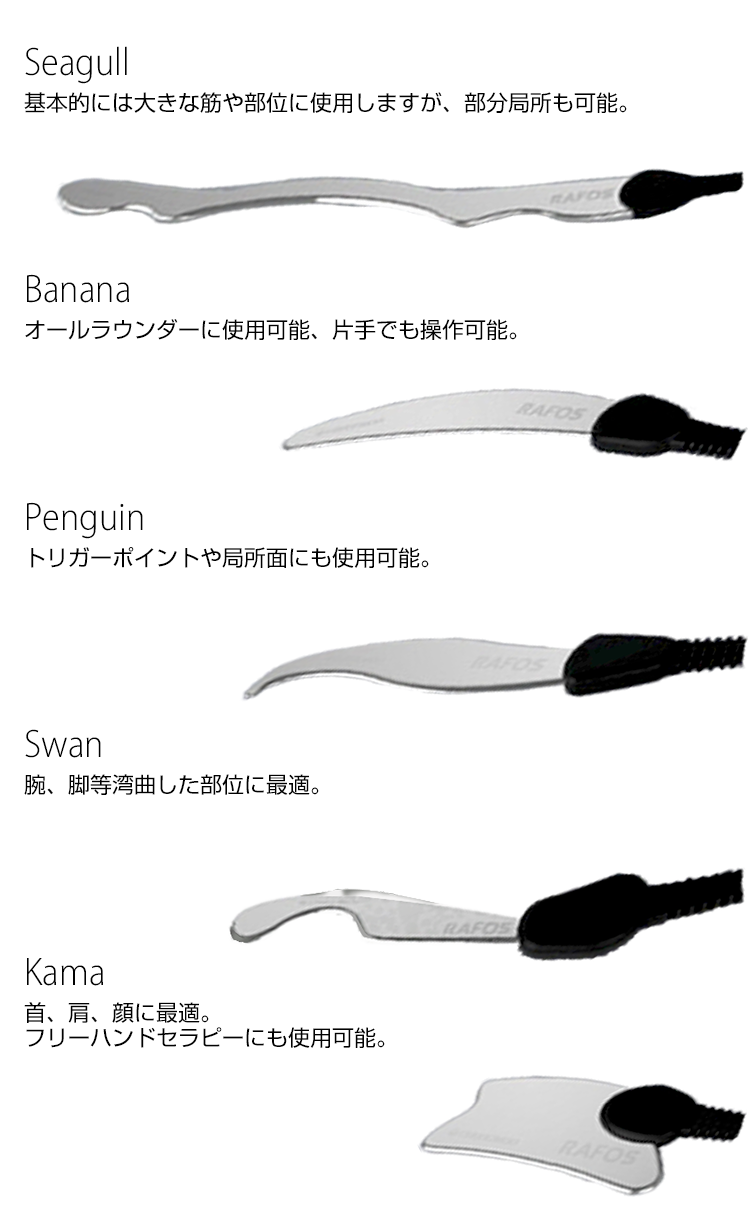 Seagull
基本的には大きな筋や部位に使用しますが、部分局所も可能。
RAFOS
Banana
オールラウンダーに使用可能、片手でも操作可能。
RAFOS
Penguin
トリガーポイントや局所面にも使用可能。
RAFOS
Swan
腕、脚等湾曲した部位に最適。
RAFOS
Kama
首、肩、顔に最適。
フリーハンドセラピーにも使用可能。
RAFOS